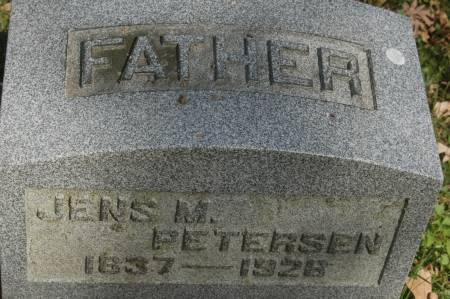 FATHER
JENS M.
PETERSEN
1837—1926